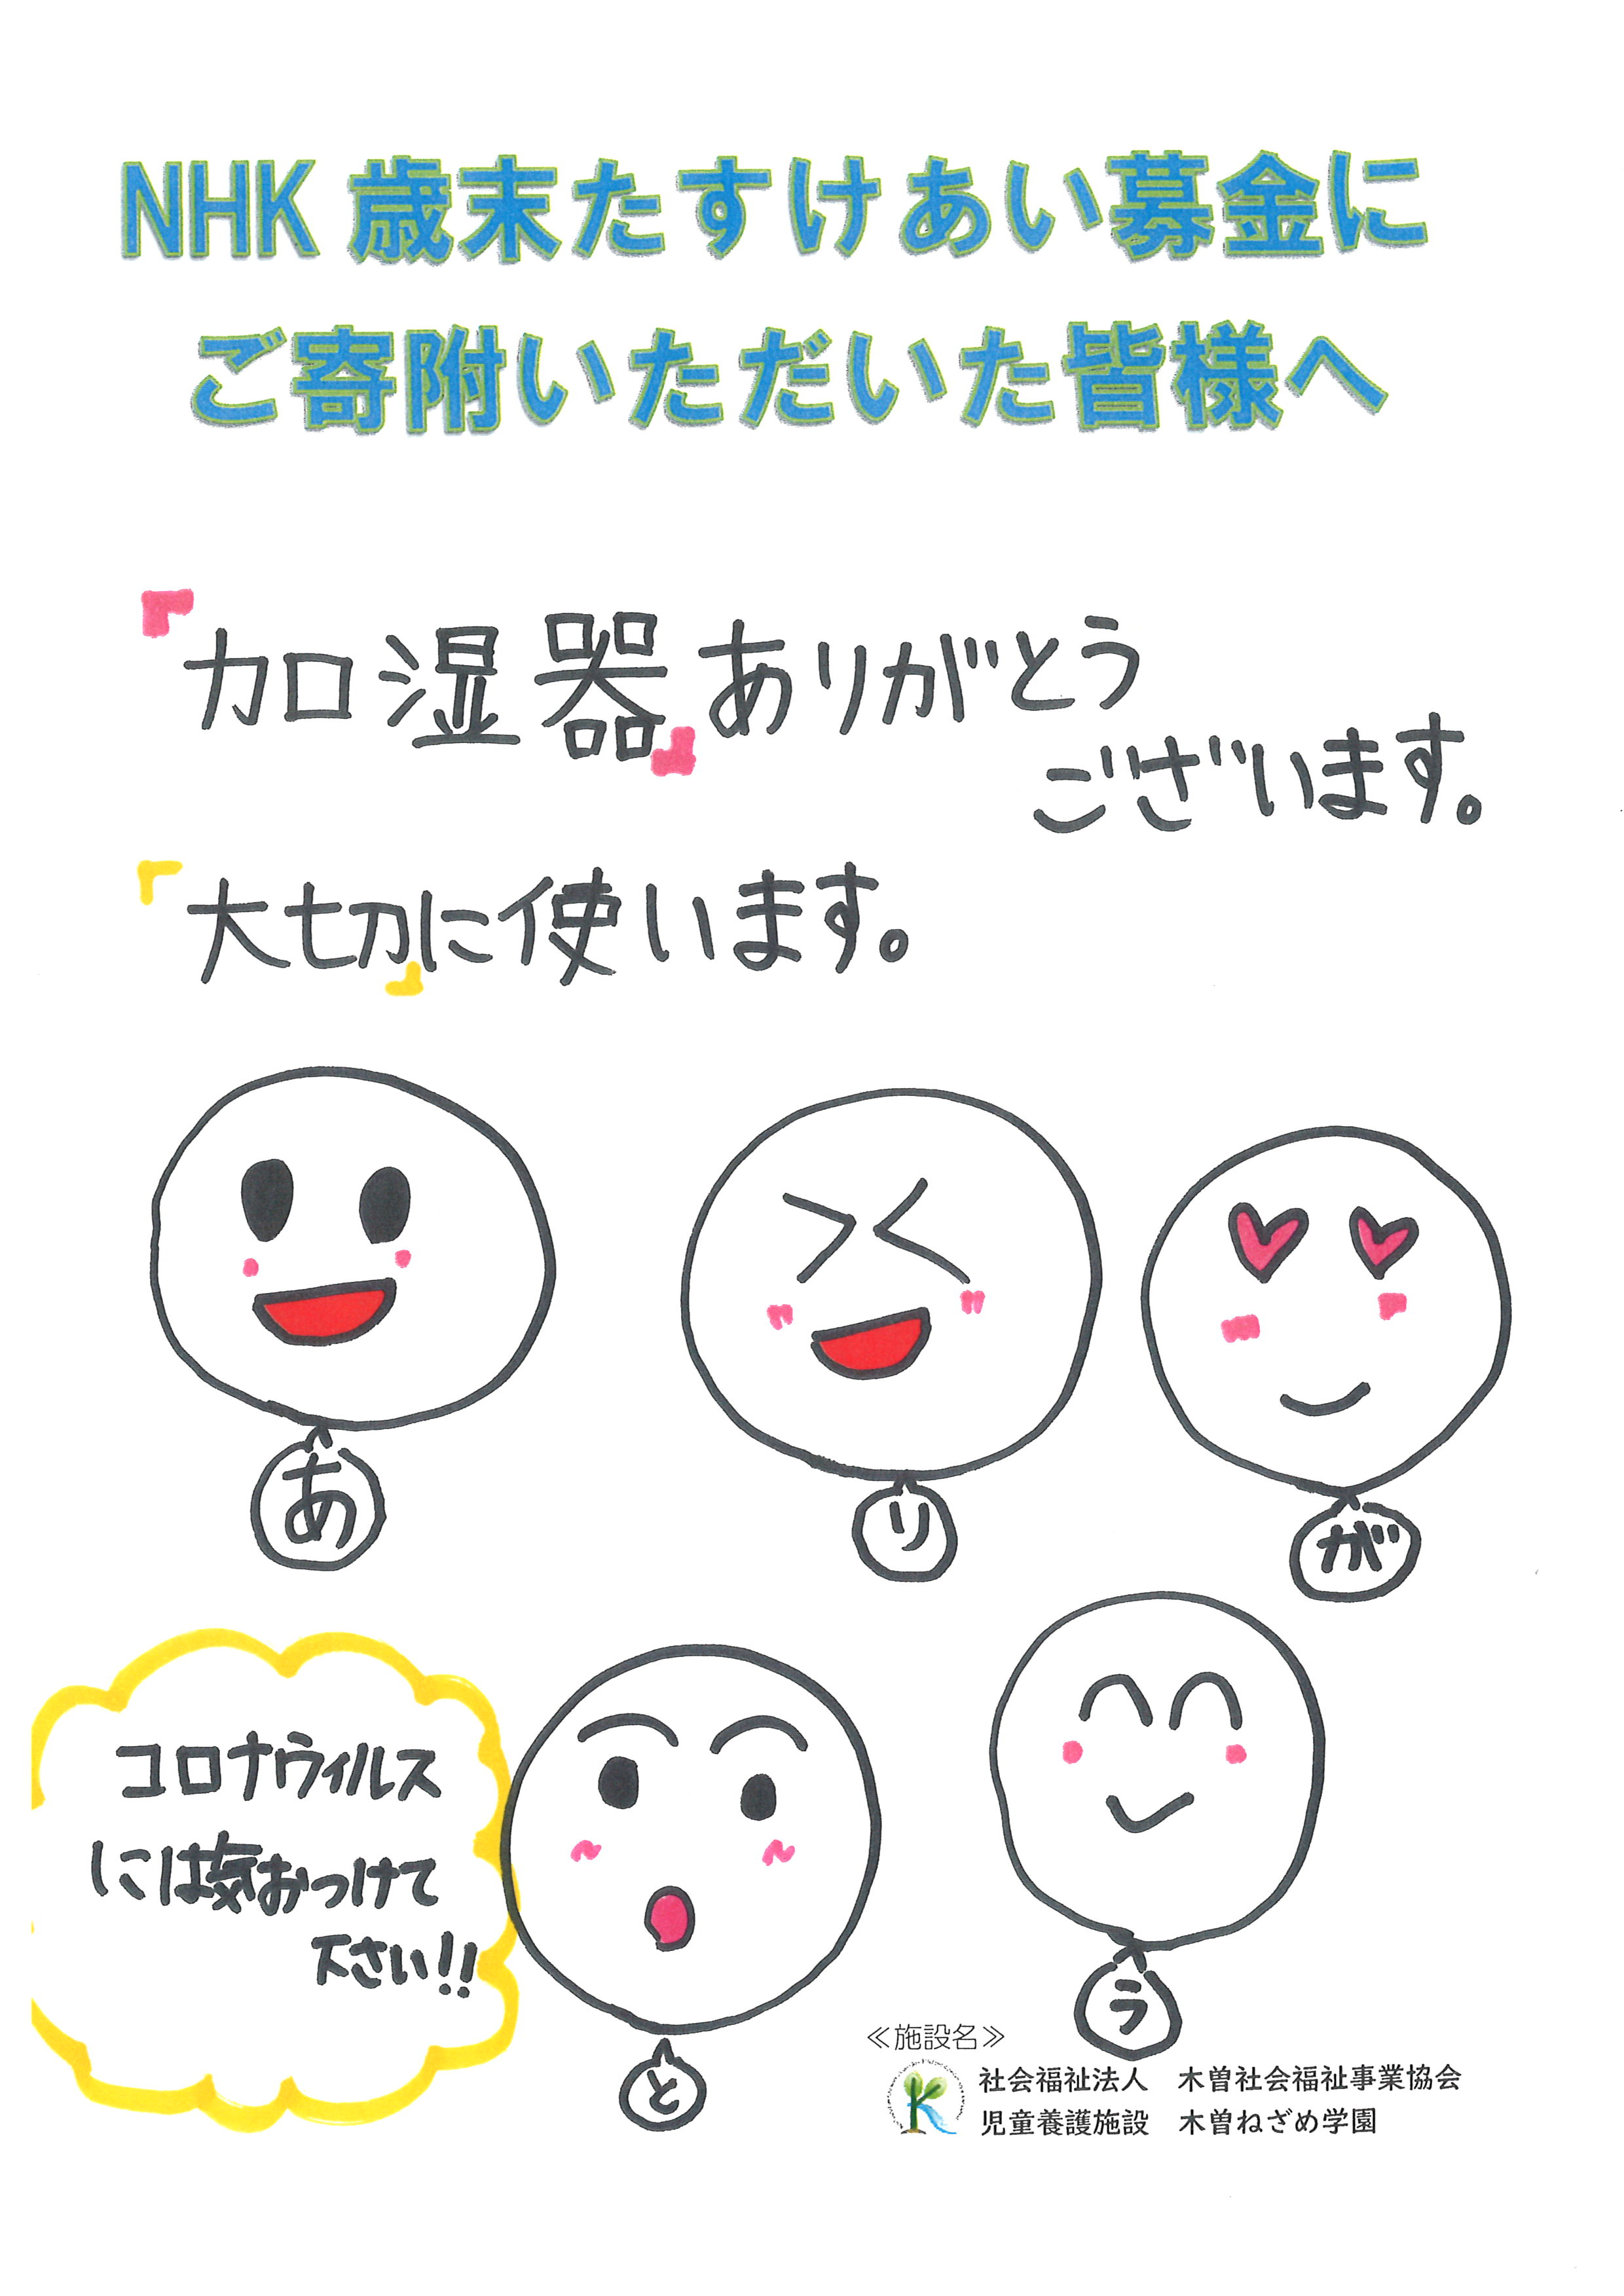 NHK 歳末たすけあい募金に
ご寄附いただいた皆様へ
『加湿器』ありがとう
ございます。
「大切」に使います。
あ
り
が
コロナウィルス
には気おつけて
下さい!!
と
う
≪施設名≫
社会福祉法人 木曽社会福祉事業協会
児童養護施設 木曽ねざめ学園